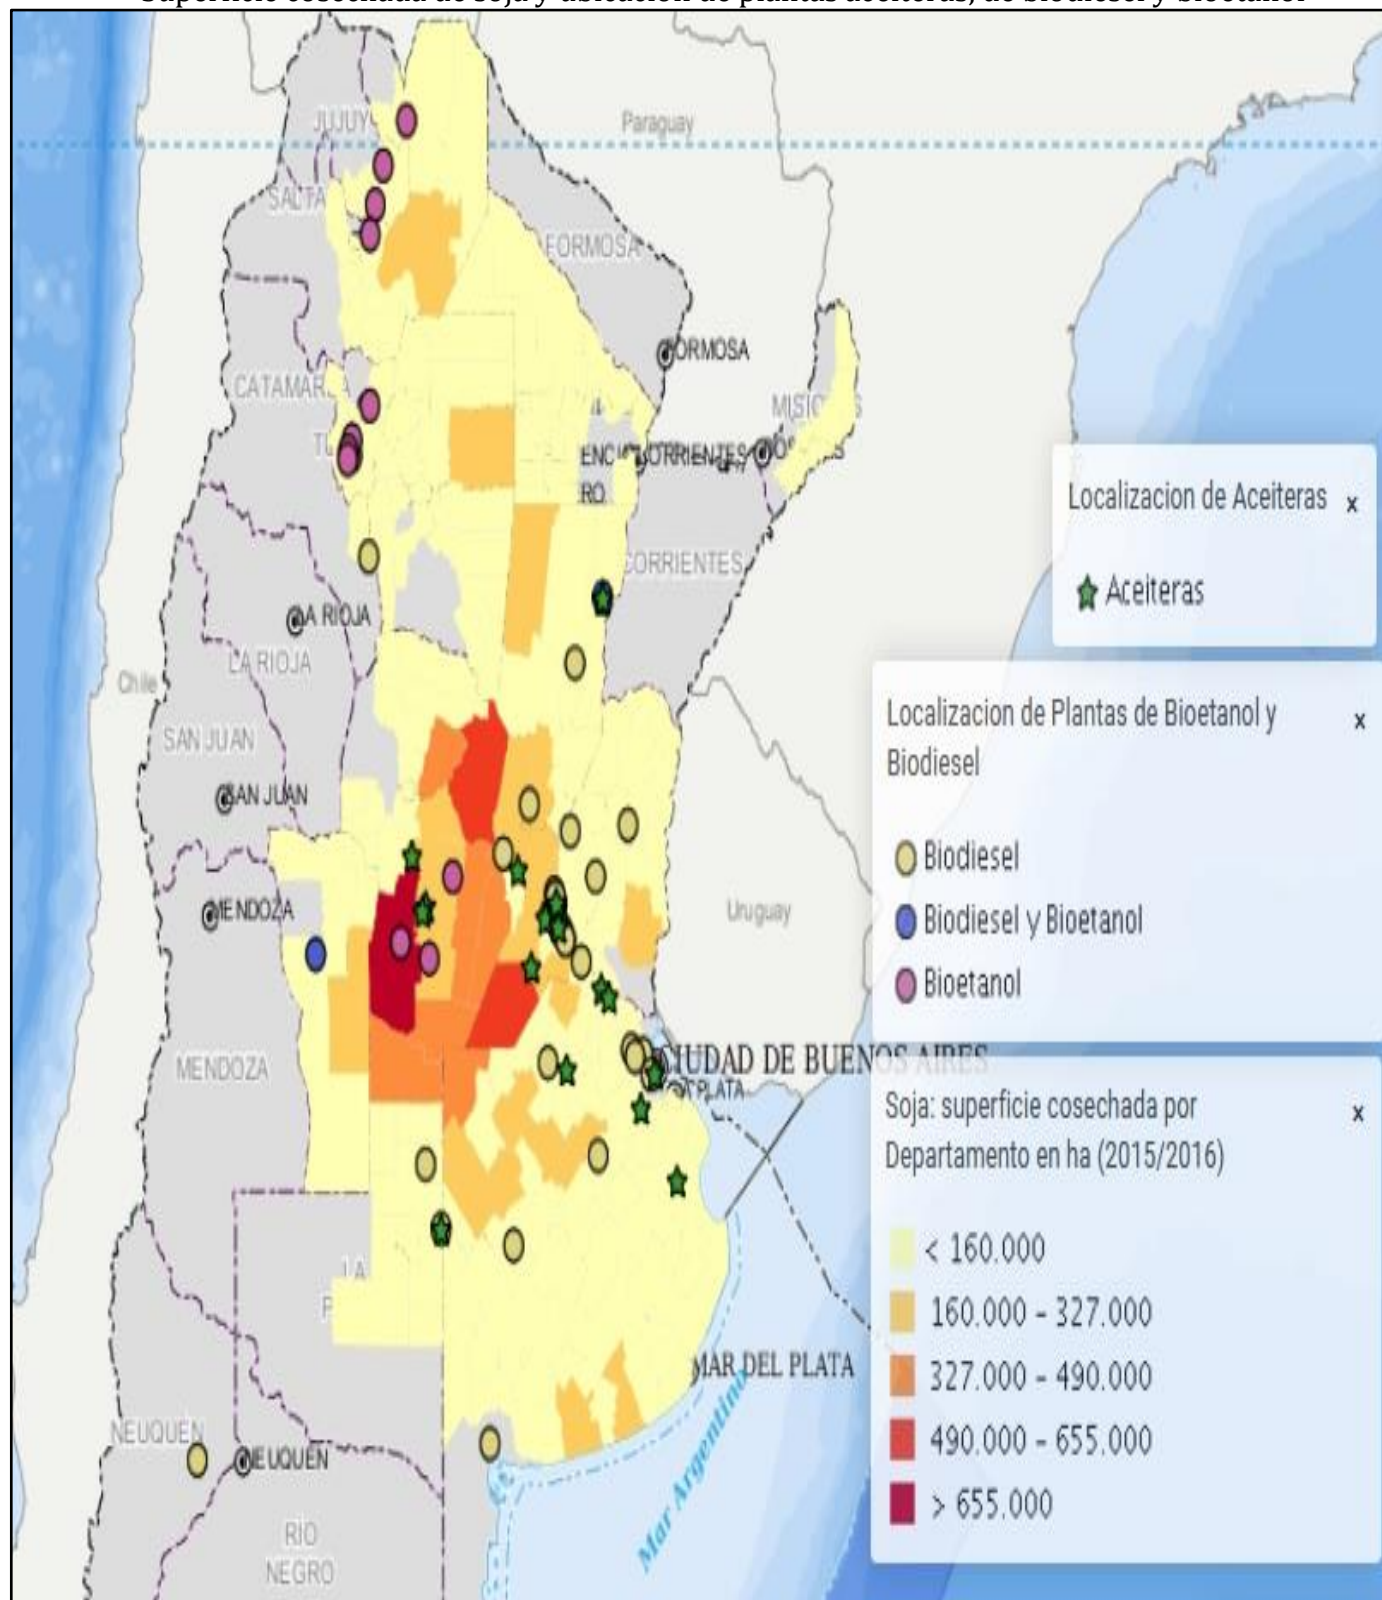 Superficie cosechada de soja y ubicación de plantas aceiteras, de biodiesel y bioetanol
JUJUY
Paraguay
SALTA
FORMOSA
FORMOSA
CATAMARCA
MISIONES
CORRIENTES
CORRIENTES
LA RIOJA
LA RIOJA
Chile
SAN JUAN
SAN JUAN
MENDOZA
Uruguay
MENDOZA
CIUDAD DE BUENOS AIRES
LA PLATA
LA
P
MAR DEL PLATA
Mar Argentino
NEUQUÉN
NEUQUEN
RÍO
NEGRO
Localizacion de Aceiteras x
Aceiteras
Localizacion de Plantas de Bioetanol y x
Biodiesel
Biodiesel
Biodiesel y Bioetanol
Bioetanol
Soja: superficie cosechada por x
Departamento en ha (2015/2016)
< 160.000
160.000 - 327.000
327.000 - 490.000
490.000 - 655.000
> 655.000